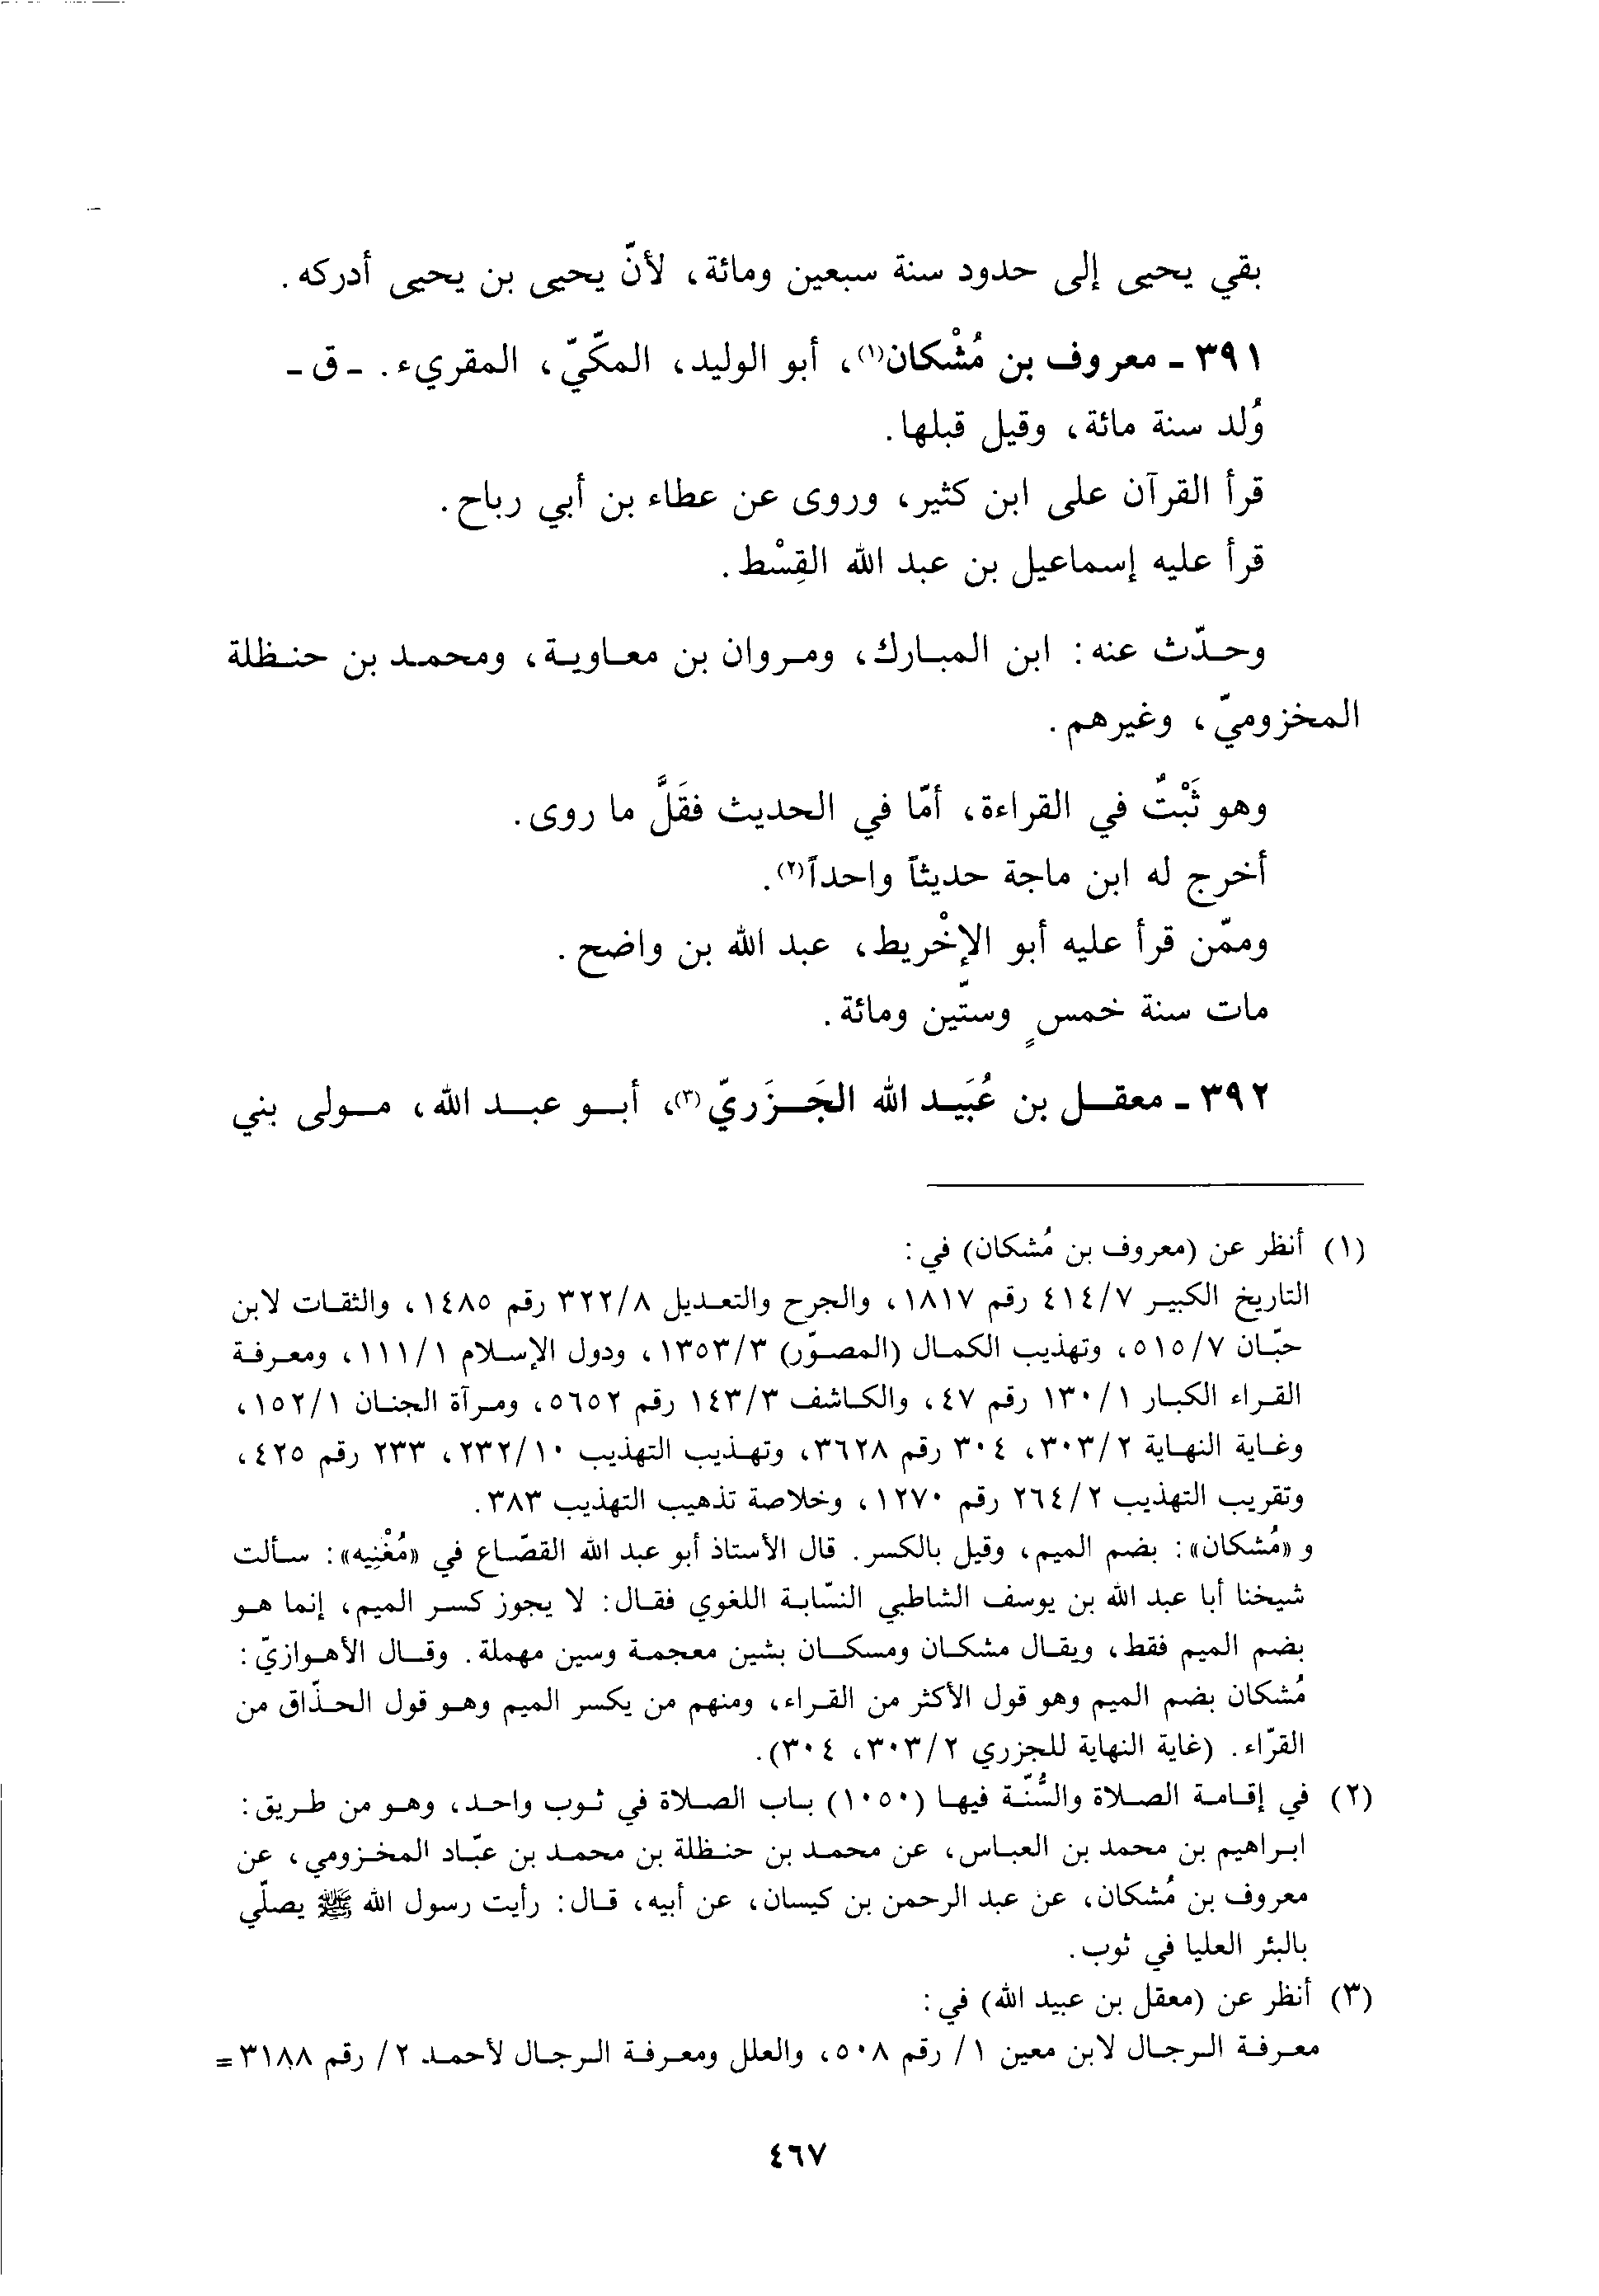 بقي يحيى إلى حدود سنة سبعين ومائة، لأنّ يحيى بن يحيى أدركه.
٣٩١ - معروف بن مُشْكان(١)، أبو الوليد، المكّيّ، المقريء. - ق -
وُلد سنة مائة، وقيل قبلها.
قرأ القرآن على ابن كثير، وروى عن عطاء بن أبي رباح.
قرأ عليه إسماعيل بن عبد الله القِسْط.
وحدّث عنه: ابن المبارك، ومروان بن معاوية، ومحمد بن حنظلة
المخزوميّ، وغيرهم.
وهو ثَبْتٌ في القراءة، أمّا في الحديث فقَلَّ ما روى.
أخرج له ابن ماجة حديثاً واحداً(٢).
وممّن قرأ عليه أبو الإخْريط، عبد الله بن واضح.
مات سنة خمسٍ وستّين ومائة.
٣٩٢ - معقل بن عُبَيد الله الجَزَريّ(٣)، أبو عبد الله، مولى بني
(١) أنظر عن (معروف بن مُشكان) في:
التاريخ الكبير ٤١٤/٧ رقم ١٨١٧، والجرح والتعديل ٣٢٢/٨ رقم ١٤٨٥، والثقات لابن
حبّان ٥١٥/٧، وتهذيب الكمال (المصوّر) ١٣٥٣/٣، ودول الإسلام ١١١/١، ومعرفة
القراء الكبار ١٣٠/١ رقم ٤٧، والكاشف ١٤٣/٣ رقم ٥٦٥٢، ومرآة الجنان ١٥٢/١،
وغاية النهاية ٣٠٣/٢، ٣٠٤ رقم ٣٦٢٨، وتهذيب التهذيب ٢٣٢/١٠، ٢٣٣ رقم ٤٢٥،
وتقريب التهذيب ٢٦٤/٢ رقم ١٢٧٠، وخلاصة تذهيب التهذيب ٣٨٣.
و «مُشكان»: بضم الميم، وقيل بالكسر. قال الأستاذ أبو عبد الله القصّاع في «مُغْنِيه»: سألت
شيخنا أبا عبد الله بن يوسف الشاطبي النسّابة اللغوي فقال: لا يجوز كسر الميم، إنما هو
بضم الميم فقط، ويقال مشكان ومسكان بشين معجمة وسين مهملة. وقال الأهوازيّ:
مُشكان بضم الميم وهو قول الأكثر من القراء، ومنهم من يكسر الميم وهو قول الحذّاق من
القرّاء. (غاية النهاية للجزري ٣٠٣/٢، ٣٠٤).
(٢) في إقامة الصلاة والسُّنّة فيها (١٠٥٠) باب الصلاة في ثوب واحد، وهو من طريق:
ابراهيم بن محمد بن العباس، عن محمد بن حنظلة بن محمد بن عبّاد المخزومي، عن
معروف بن مُشكان، عن عبد الرحمن بن كيسان، عن أبيه، قال: رأيت رسول الله ﷺ يصلّي
بالبئر العليا في ثوب.
(٣) أنظر عن (معقل بن عبيد الله) في:
معرفة الرجال لابن معين ١/ رقم ٥٠٨، والعلل ومعرفة الرجال لأحمد ٢/ رقم ٣١٨٨ =
٤٦٧